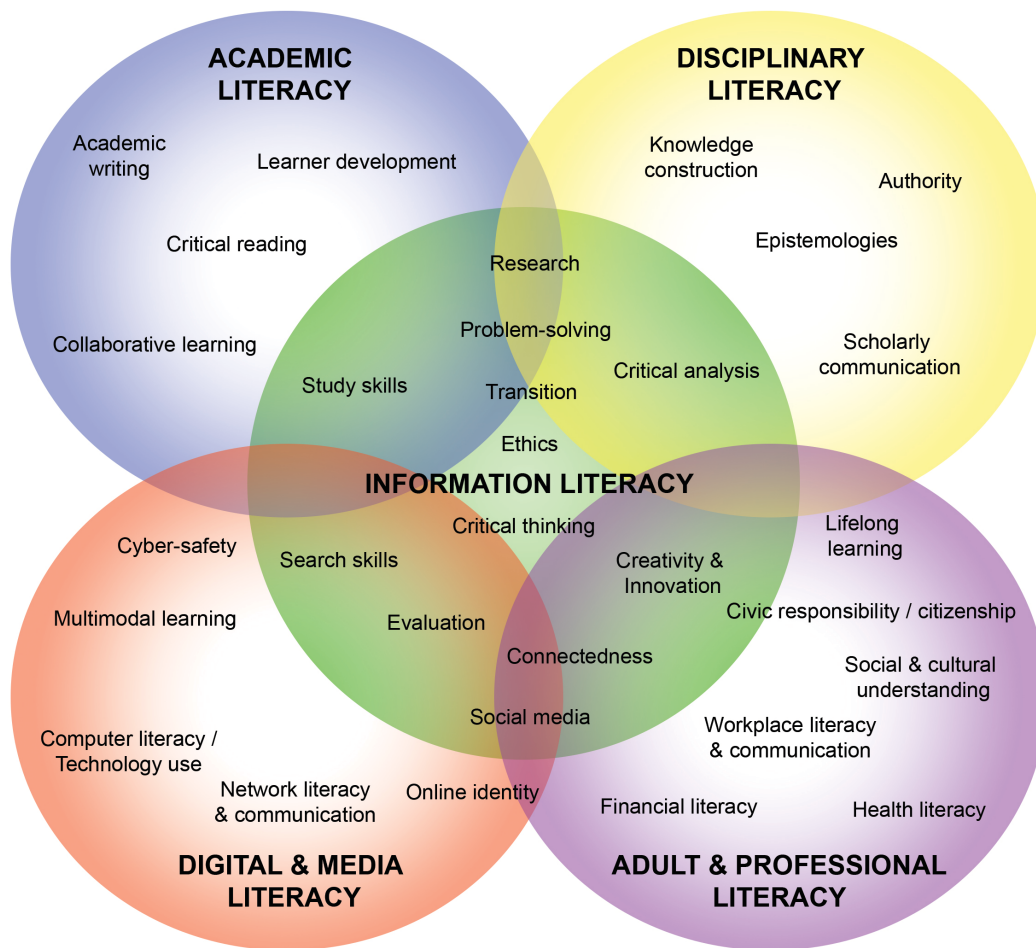 ACADEMIC
LITERACY
Academic
writing
Learner development
Critical reading
Collaborative learning
Study skills
DISCIPLINARY
LITERACY
Knowledge
construction
Authority
Epistemologies
Scholarly
communication
Research
Problem-solving
Critical analysis
Transition
Ethics
INFORMATION LITERACY
Critical thinking
Search skills
Creativity &
Innovation
Evaluation
Connectedness
Social media
Cyber-safety
Multimodal learning
Computer literacy /
Technology use
Network literacy
& communication
Online identity
DIGITAL & MEDIA
LITERACY
Lifelong
learning
Civic responsibility / citizenship
Social & cultural
understanding
Workplace literacy
& communication
Financial literacy
Health literacy
ADULT & PROFESSIONAL
LITERACY